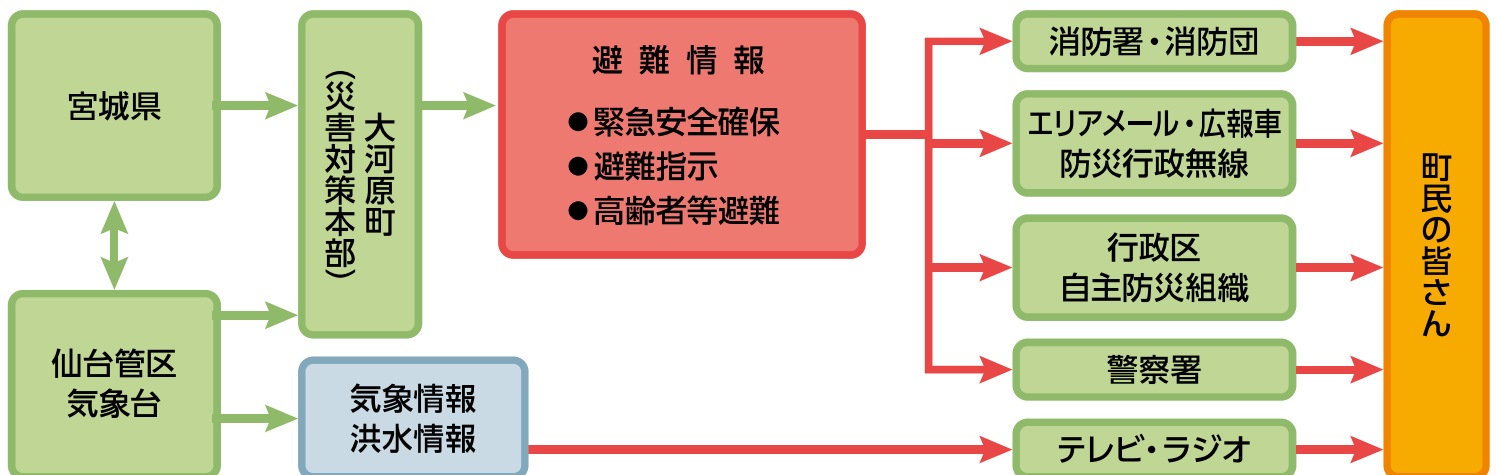 宮城県
仙台管区
気象台
大河原町
（災害対策本部）
気象情報
洪水情報
避難情報
●緊急安全確保
●避難指示
●高齢者等避難
消防署・消防団
エリアメール・広報車
防災行政無線
行政区
自主防災組織
警察署
テレビ・ラジオ
町民の皆さん